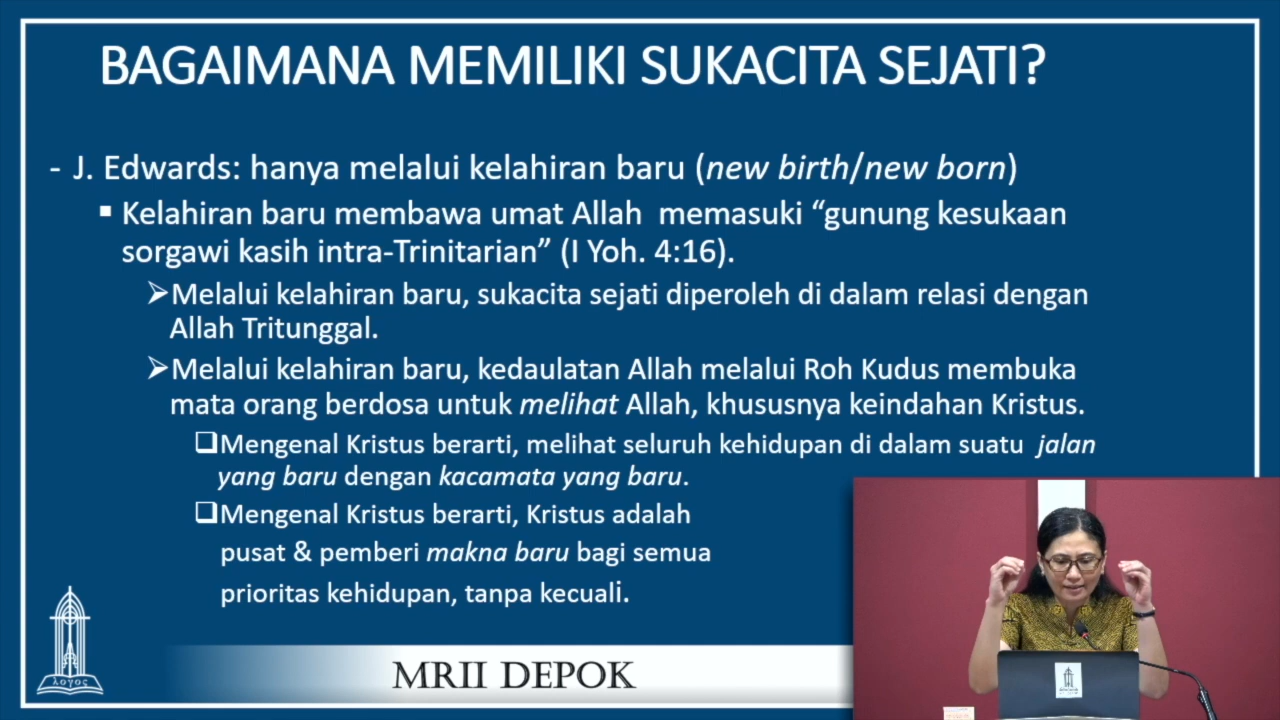 BAGAIMANA MEMILIKI SUKACITA SEJATI?
- J. Edwards: hanya melalui kelahiran baru (new birth/new born)
▪ Kelahiran baru membawa umat Allah memasuki “gunung kesukaan
sorgawi kasih intra-Trinitarian” (I Yoh. 4:16).
➢Melalui kelahiran baru, sukacita sejati diperoleh di dalam relasi dengan
Allah Tritunggal.
➢Melalui kelahiran baru, kedaulatan Allah melalui Roh Kudus membuka
mata orang berdosa untuk melihat Allah, khususnya keindahan Kristus.
❑Mengenal Kristus berarti, melihat seluruh kehidupan di dalam suatu jalan
yang baru dengan kacamata yang baru.
❑Mengenal Kristus berarti, Kristus adalah
pusat & pemberi makna baru bagi semua
prioritas kehidupan, tanpa kecuali.
λογος
MRII DEPOK